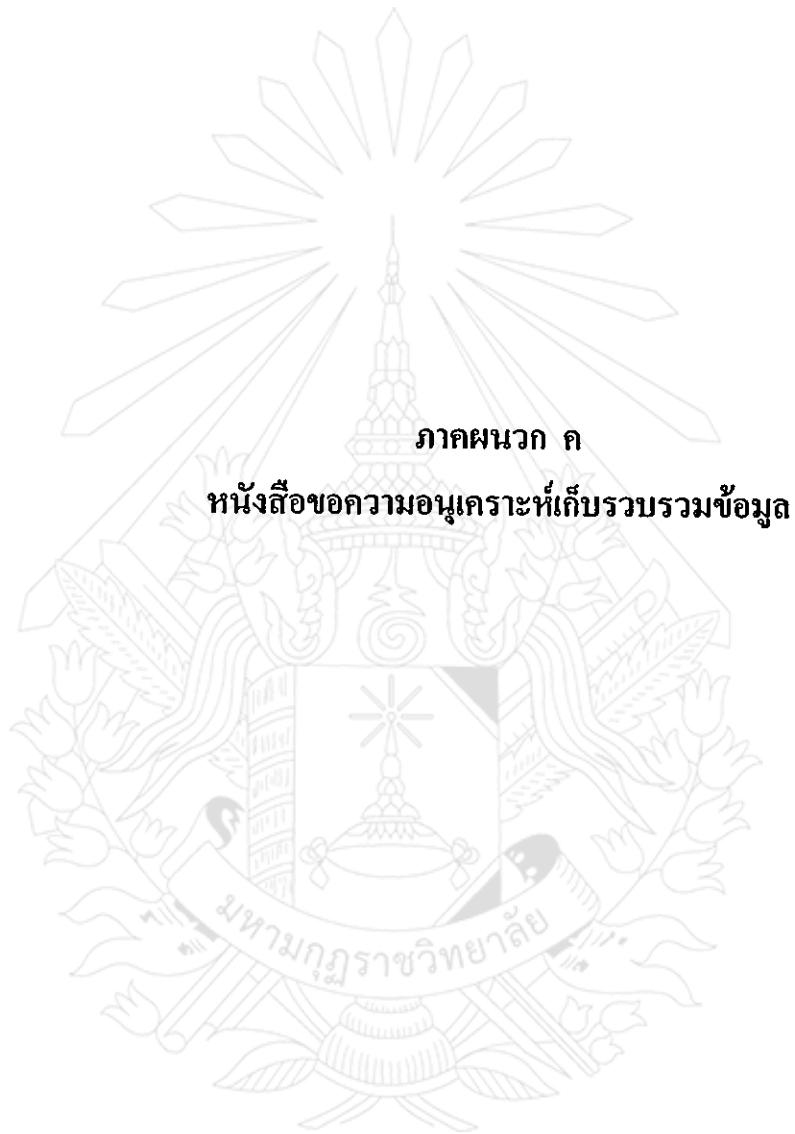 ภาคผนวก ค
หนังสือขอความอนุเคราะห์เก็บรวบรวมข้อมูล
มหามกุฏราชวิทยาลัย